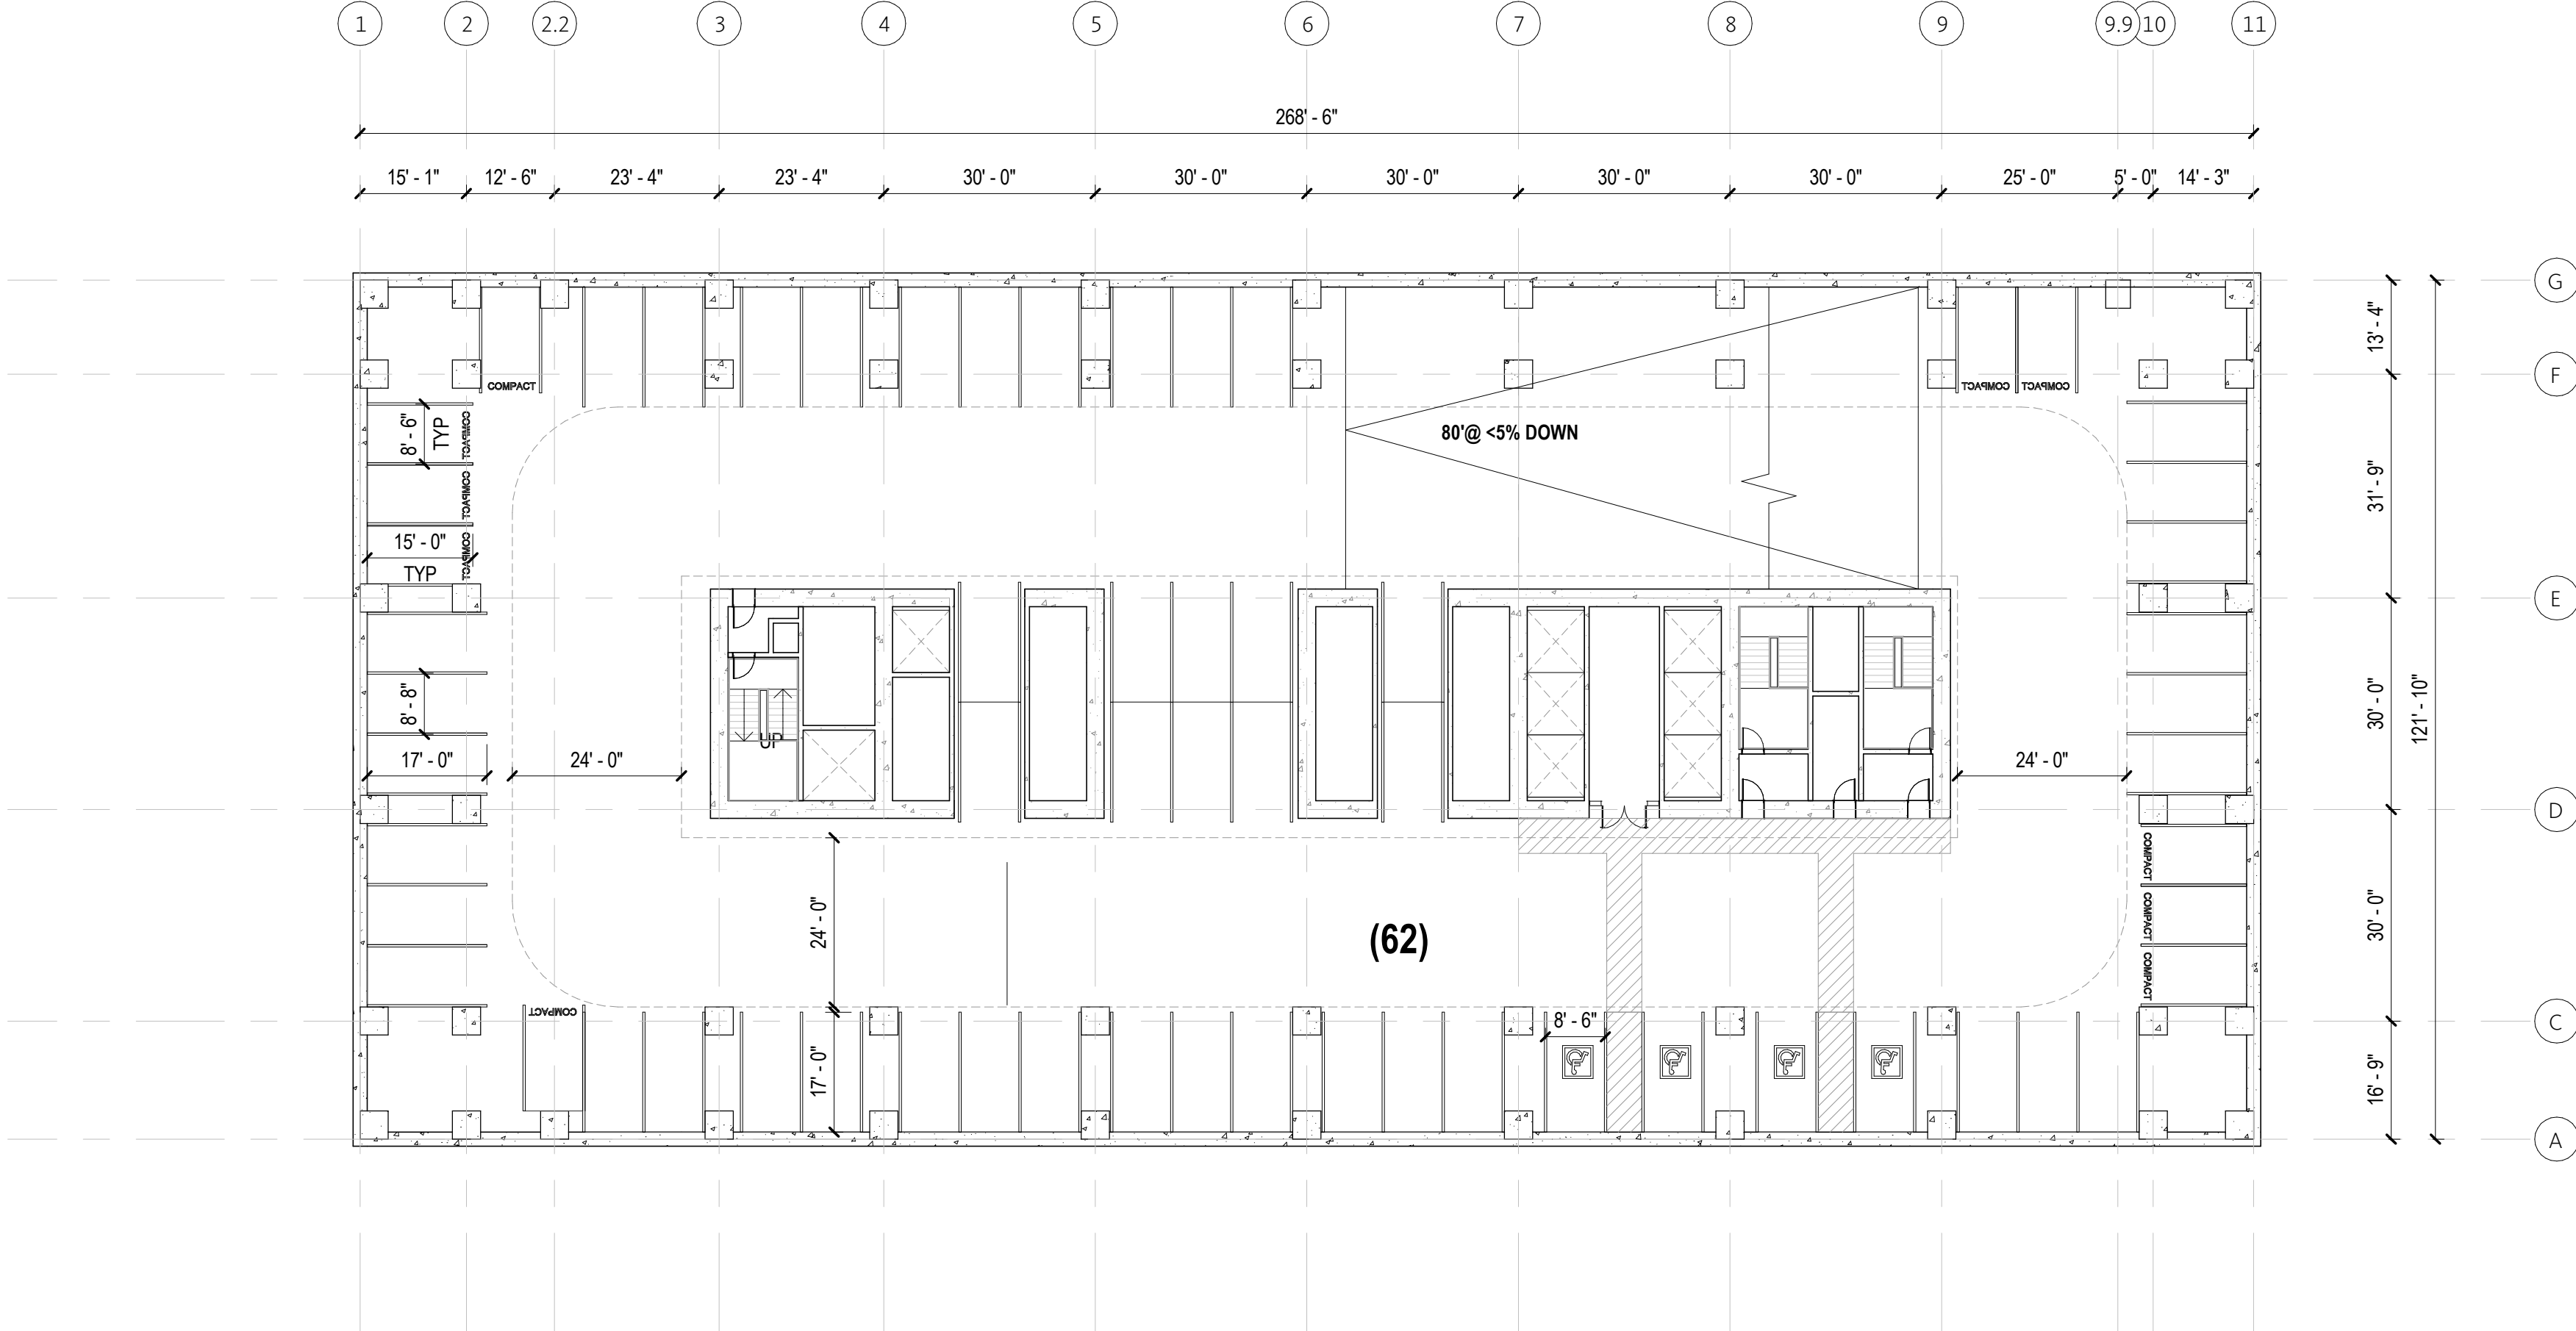 1 2 2.2 3 4 5 6 7 8 9 9.9 10 11
268' - 6"
15' - 1" 12' - 6" 23' - 4" 23' - 4" 30' - 0" 30' - 0" 30' - 0" 30' - 0" 30' - 0" 25' - 0" 5' - 0" 14' - 3"
G
13' - 4"
F
COMPACT
COMPACT COMPACT
8' - 6"
TYP
COMPACT
COMPACT
COMPACT
80'@ <5% DOWN
31' - 9"
15' - 0"
TYP
E
8' - 8"
UP
30' - 0"
121' - 10"
17' - 0"
24' - 0"
24' - 0"
D
COMPACT
COMPACT
COMPACT
24' - 0"
(62)
30' - 0"
COMPACT
C
8' - 6"
17' - 0"
16' - 9"
A